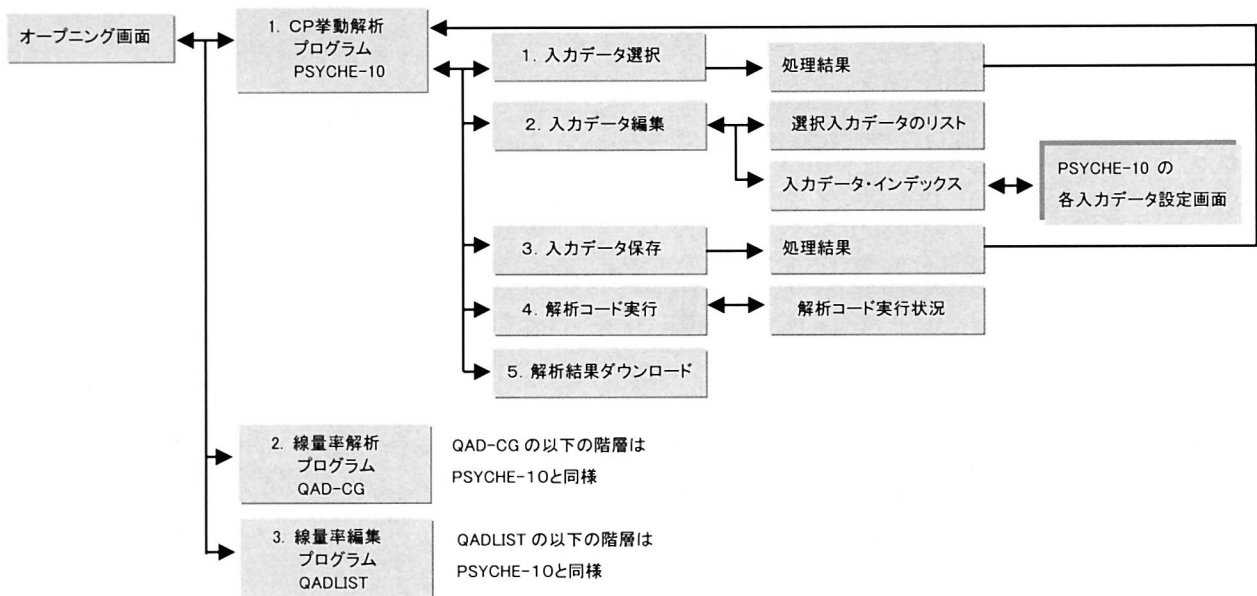 オープニング画面
1. CP挙動解析
プログラム
PSYCHE-10
1. 入力データ選択
処理結果
2. 入力データ編集
選択入力データのリスト
入力データ・インデックス
PSYCHE-10 の
各入力データ設定画面
3. 入力データ保存
処理結果
4. 解析コード実行
解析コード実行状況
5. 解析結果ダウンロード
2. 線量率解析
プログラム
QAD-CG
QAD-CG の以下の階層は
PSYCHE-10と同様
3. 線量率編集
プログラム
QADLIST
QADLIST の以下の階層は
PSYCHE-10と同様